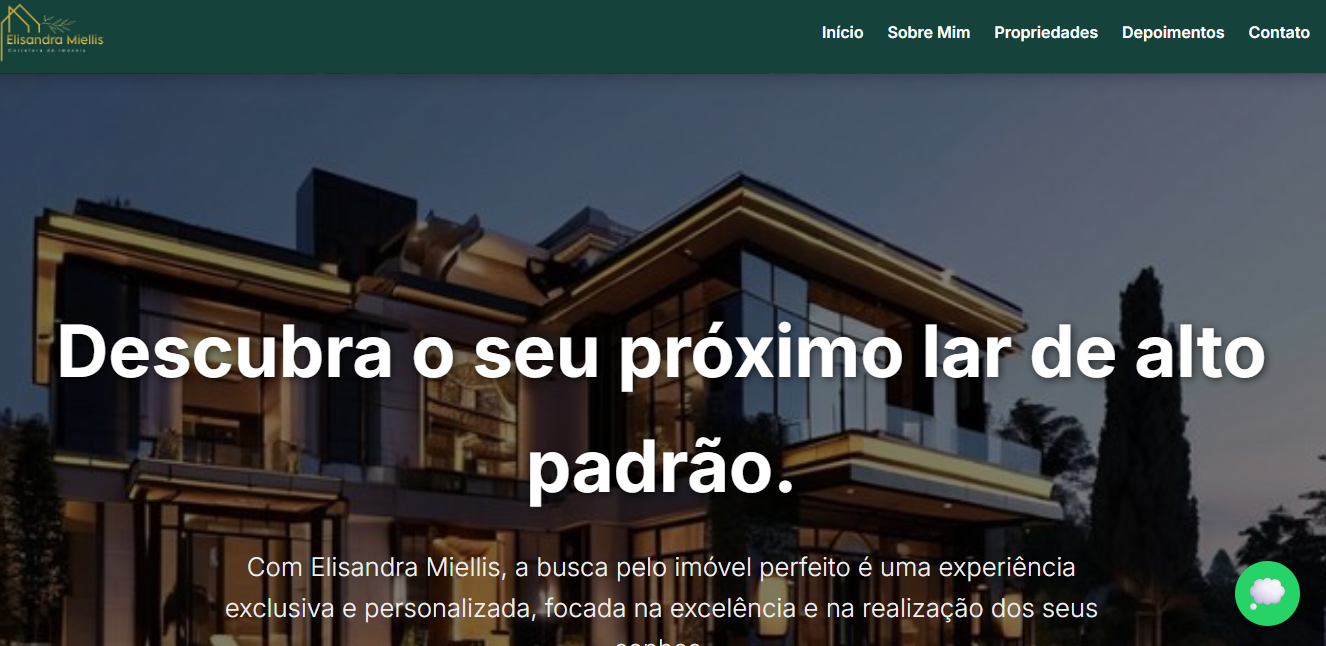 Elisandra Miellis
Corretora de Imóveis
Início
Sobre Mim
Propriedades
Depoimentos
Contato
Descubra o seu próximo lar de alto
padrão.
Com Elisandra Miellis, a busca pelo imóvel perfeito é uma experiência
exclusiva e personalizada, focada na excelência e na realização dos seus